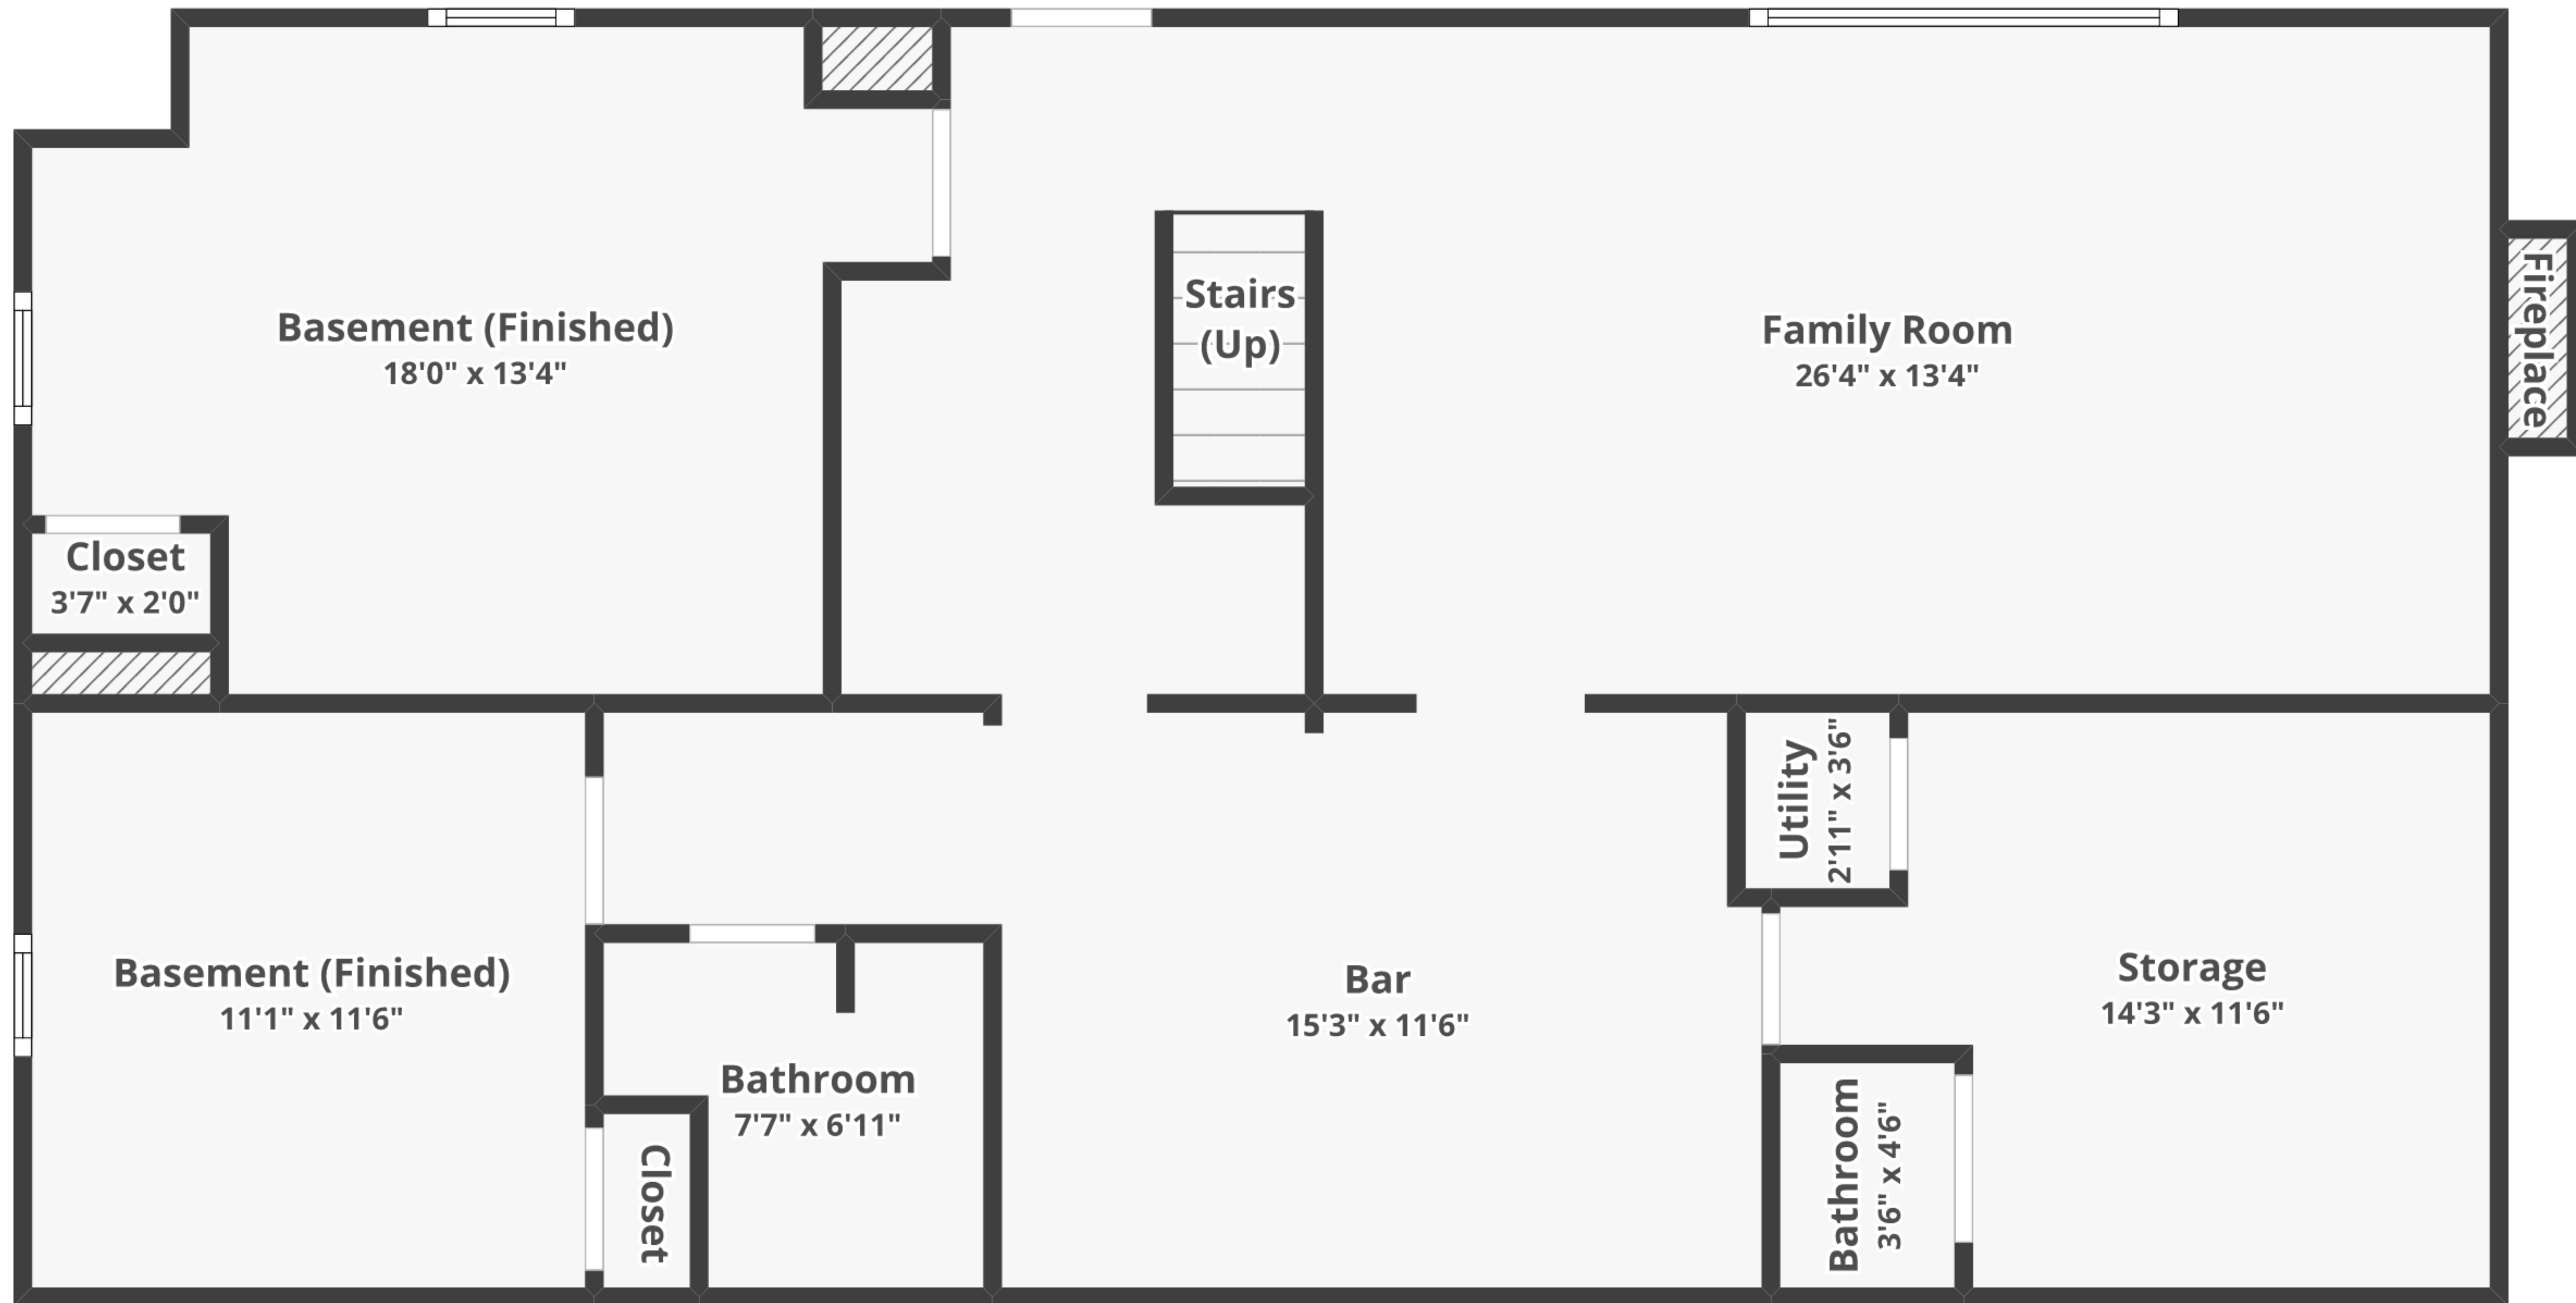 Basement (Finished)
18'0" x 13'4"
Stairs
(Up)
Family Room
26'4" x 13'4"
Fireplace
Closet
3'7" x 2'0"
Utility
2'11" x 3'6"
Basement (Finished)
11'1" x 11'6"
Bar
15'3" x 11'6"
Storage
14'3" x 11'6"
Bathroom
7'7" x 6'11"
Closet
Bathroom
3'6" x 4'6"